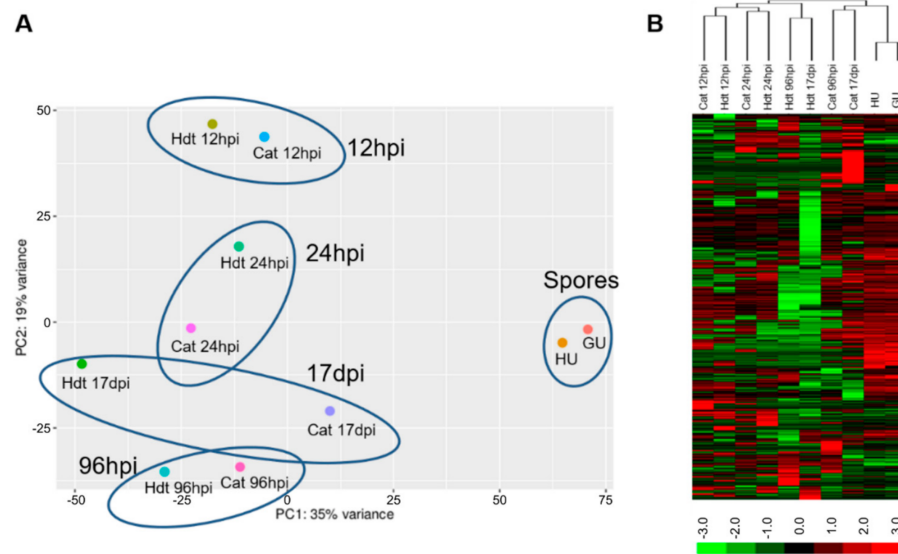 A
50
25
0
-25
PC2: 19% variance
Hdt 12hpi
Cat 12hpi
12hpi
Hdt 24hpi
24hpi
Cat 24hpi
Spores
HU
GU
Hdt 17dpi
17dpi
Cat 17dpi
96hpi
Hdt 96hpi
Cat 96hpi
-50
-25
0
25
50
75
PC1: 35% variance
B
Cat 12hpi
Hdt 12hpi
Cat 24hpi
Hdt 24hpi
Hdt 96hpi
Hdt 17dpi
Cat 96hpi
Cat 17dpi
HU
GU
-3.0
-2.0
-1.0
0.0
1.0
2.0
3.0